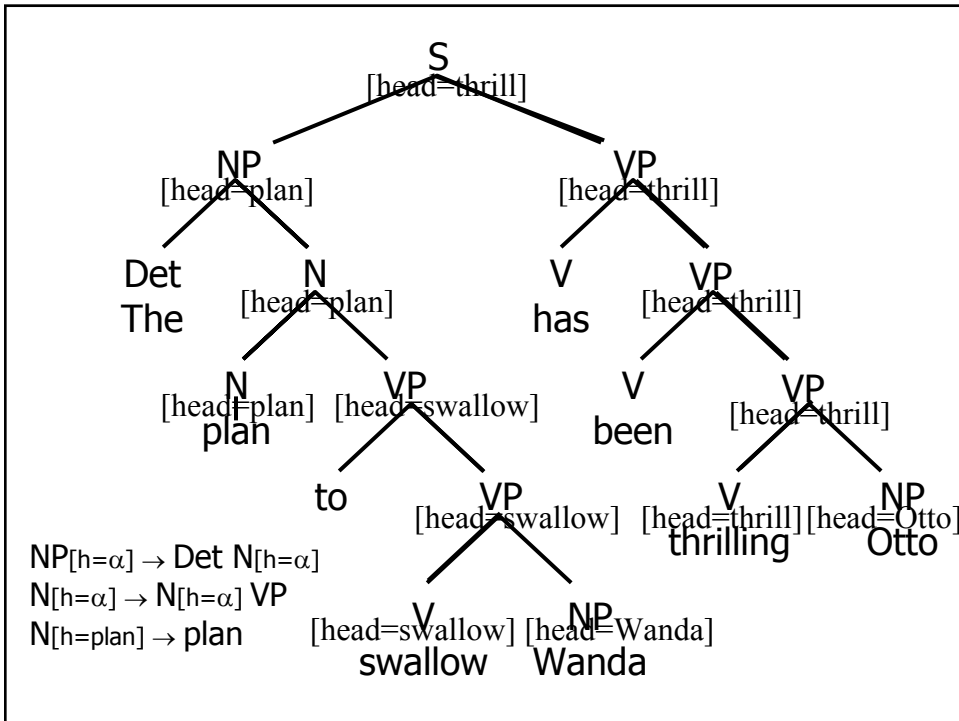 S
[head=thrill]
NP VP
[head=plan] [head=thrill]
Det N V VP
The [head=plan] has [head=thrill]
N VP V VP
[head=plan] [head=swallow] [head=thrill]
plan been
to VP V NP
[head=swallow] [head=thrill] [head=Otto]
thrilling Otto
NP[h=α] → Det N[h=α]
N[h=α] → N[h=α] VP
N[h=plan] → plan
V NP
[head=swallow] [head=Wanda]
swallow Wanda